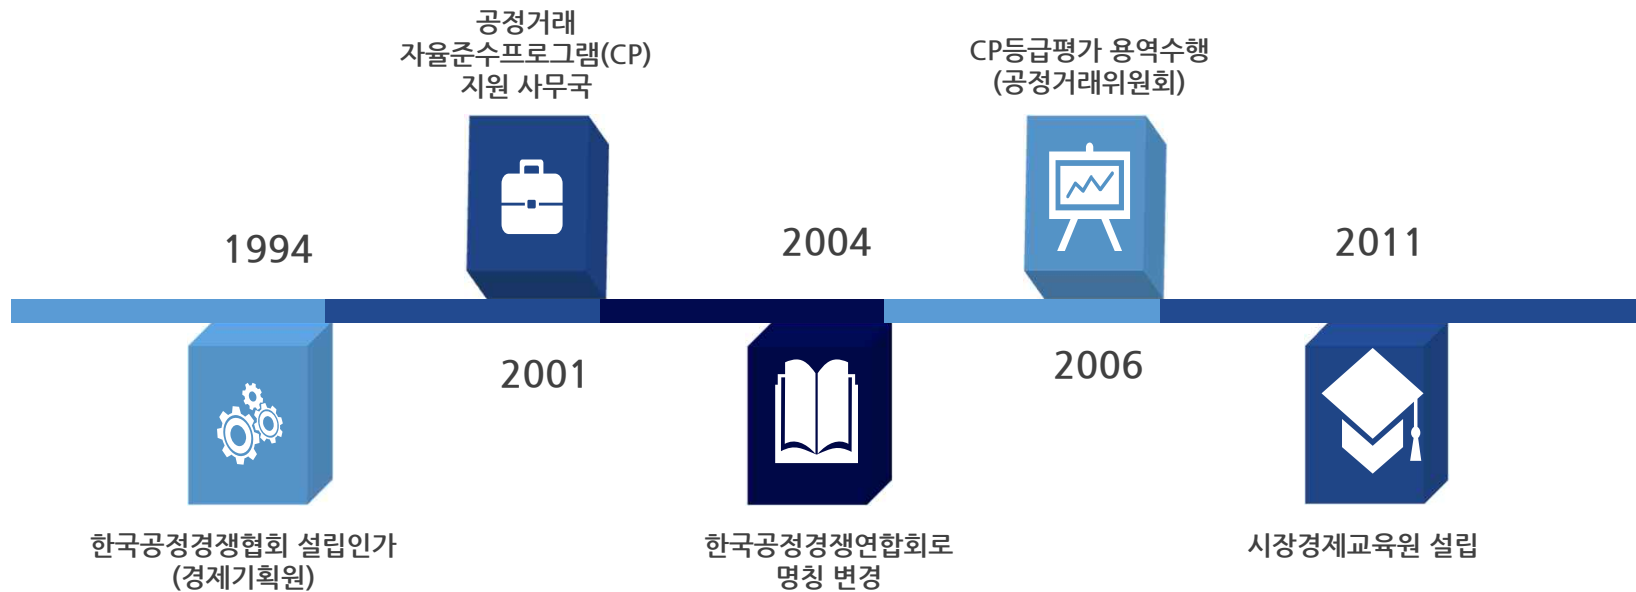 공정거래
자율준수프로그램(CP)
지원 사무국
CP등급평가 용역수행
(공정거래위원회)
1994
2004
2011
2001
2006
한국공정경쟁협회 설립인가
(경제기획원)
한국공정경쟁연합회로
명칭 변경
시장경제교육원 설립